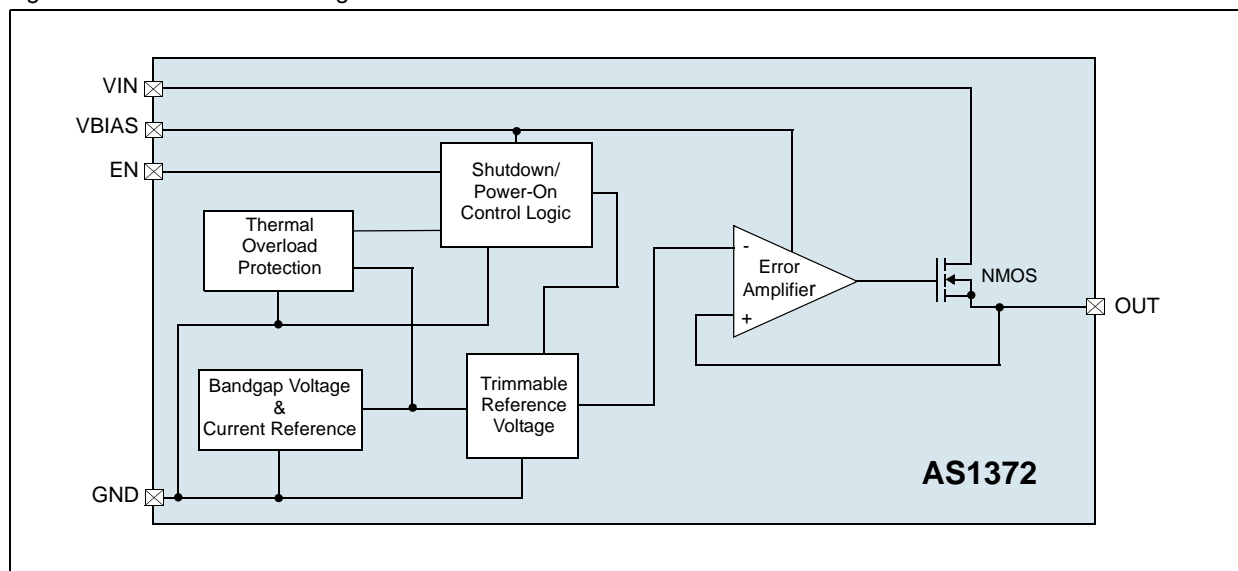 VIN
VBIAS
EN
Shutdown/
Power-On
Control Logic
Thermal
Overload
Protection
-
Error
Amplifier
+
NMOS
OUT
Bandgap Voltage
&
Current Reference
Trimmable
Reference
Voltage
GND
AS1372